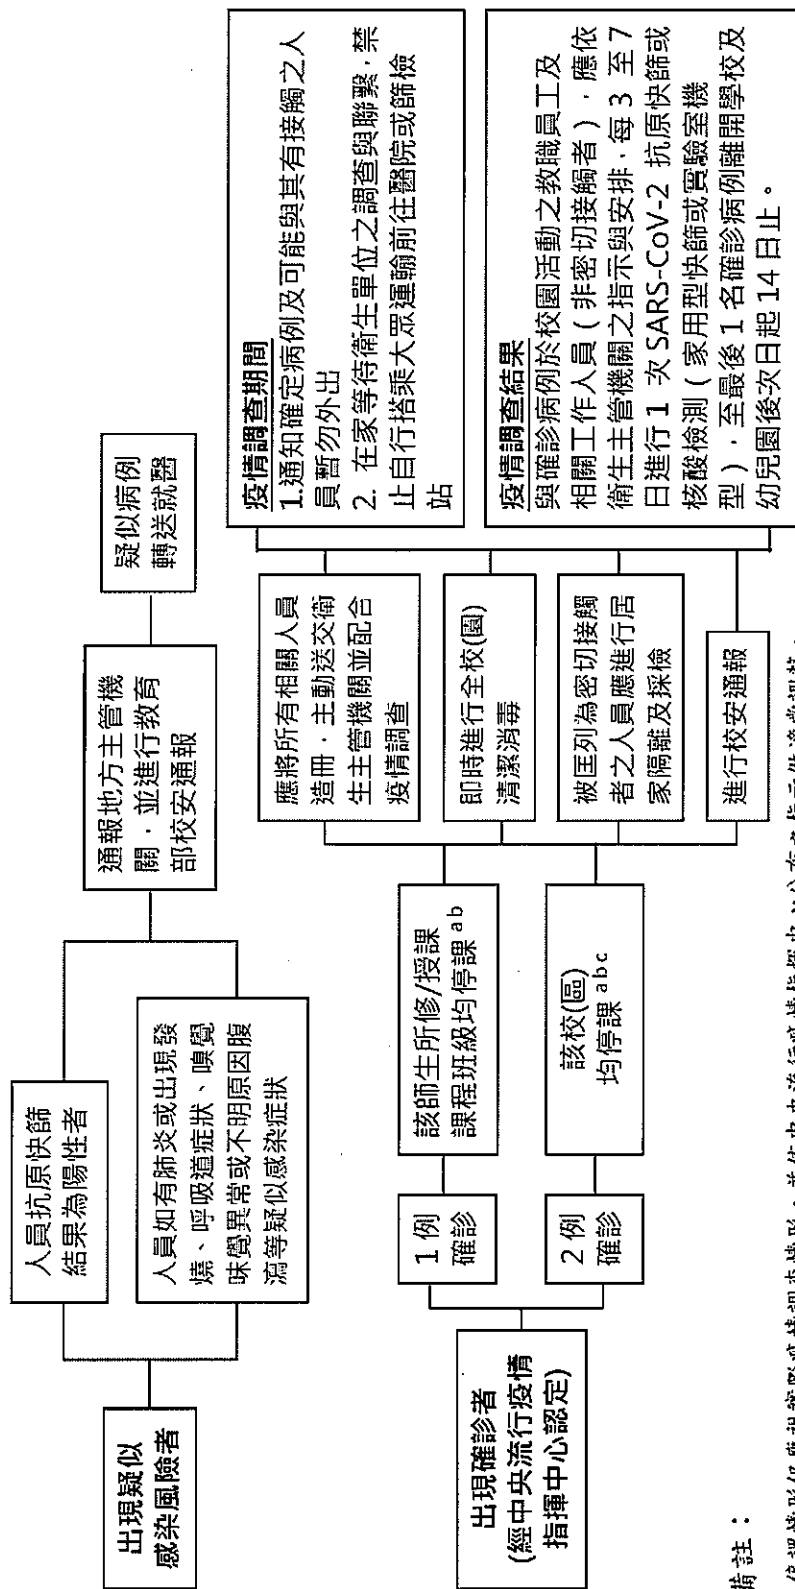 出現疑似
感染風險者
人員抗原快篩
結果為陽性者
人員如有肺炎或出現發
燒、呼吸道症狀、嗅覺
味覺異常或不明原因腹
瀉等疑似感染症狀
通報地方主管機
關，並進行教育
部校安通報
疑似病例
轉送就醫
出現確診者
(經中央流行疫情
指揮中心認定)
1 例
確診
2 例
確診
該師生所修/授課
課程班級均停課 ab
該校(區)
均停課 abc
應將所有相關人員
造冊，主動送交衛
生主管機關並配合
疫情調查
即時進行全校(園)
清潔消毒
被匡列為密切接觸
者之人員應進行居
家隔離及採檢
進行校安通報
疫情調查期間
1.通知確定病例及可能與其有接觸之人
員暫勿外出
2. 在家等待衛生單位之調查與聯繫，禁
止自行搭乘大眾運輸前往醫院或篩檢
站
疫情調查結果
與確診病例於校園活動之教職員工及
相關工作人員（非密切接觸者），應依
衛生主管機關之指示與安排，每 3 至 7
日進行 1 次 SARS-CoV-2 抗原快篩或
核酸檢測（家用型快篩或實驗室機
型），至最後 1 名確診病例離開學校及
幼兒園後次日起 14 日止。
備註：